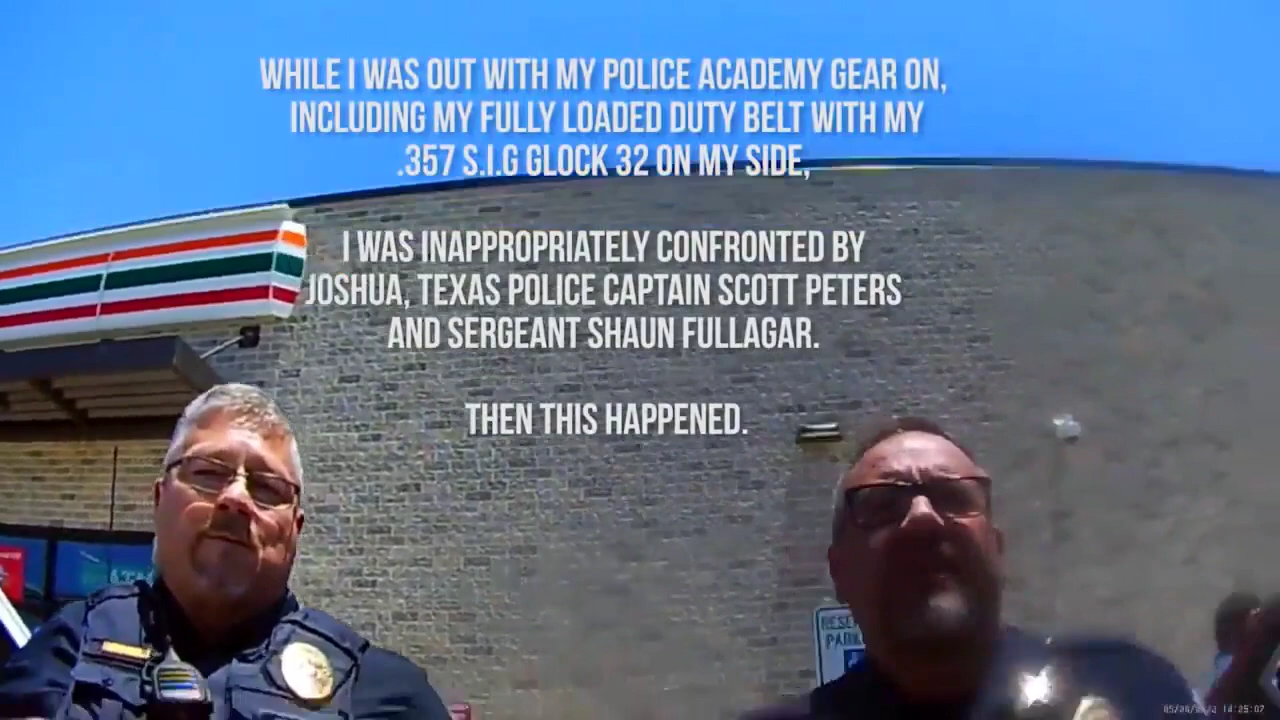 WHILE I WAS OUT WITH MY POLICE ACADEMY GEAR ON,
INCLUDING MY FULLY LOADED DUTY BELT WITH MY
.357 S.I.G GLOCK 32 ON MY SIDE,
I WAS INAPPROPRIATELY CONFRONTED BY
JOSHUA, TEXAS POLICE CAPTAIN SCOTT PETERS
AND SERGEANT SHAUN FULLAGAR.
THEN THIS HAPPENED.